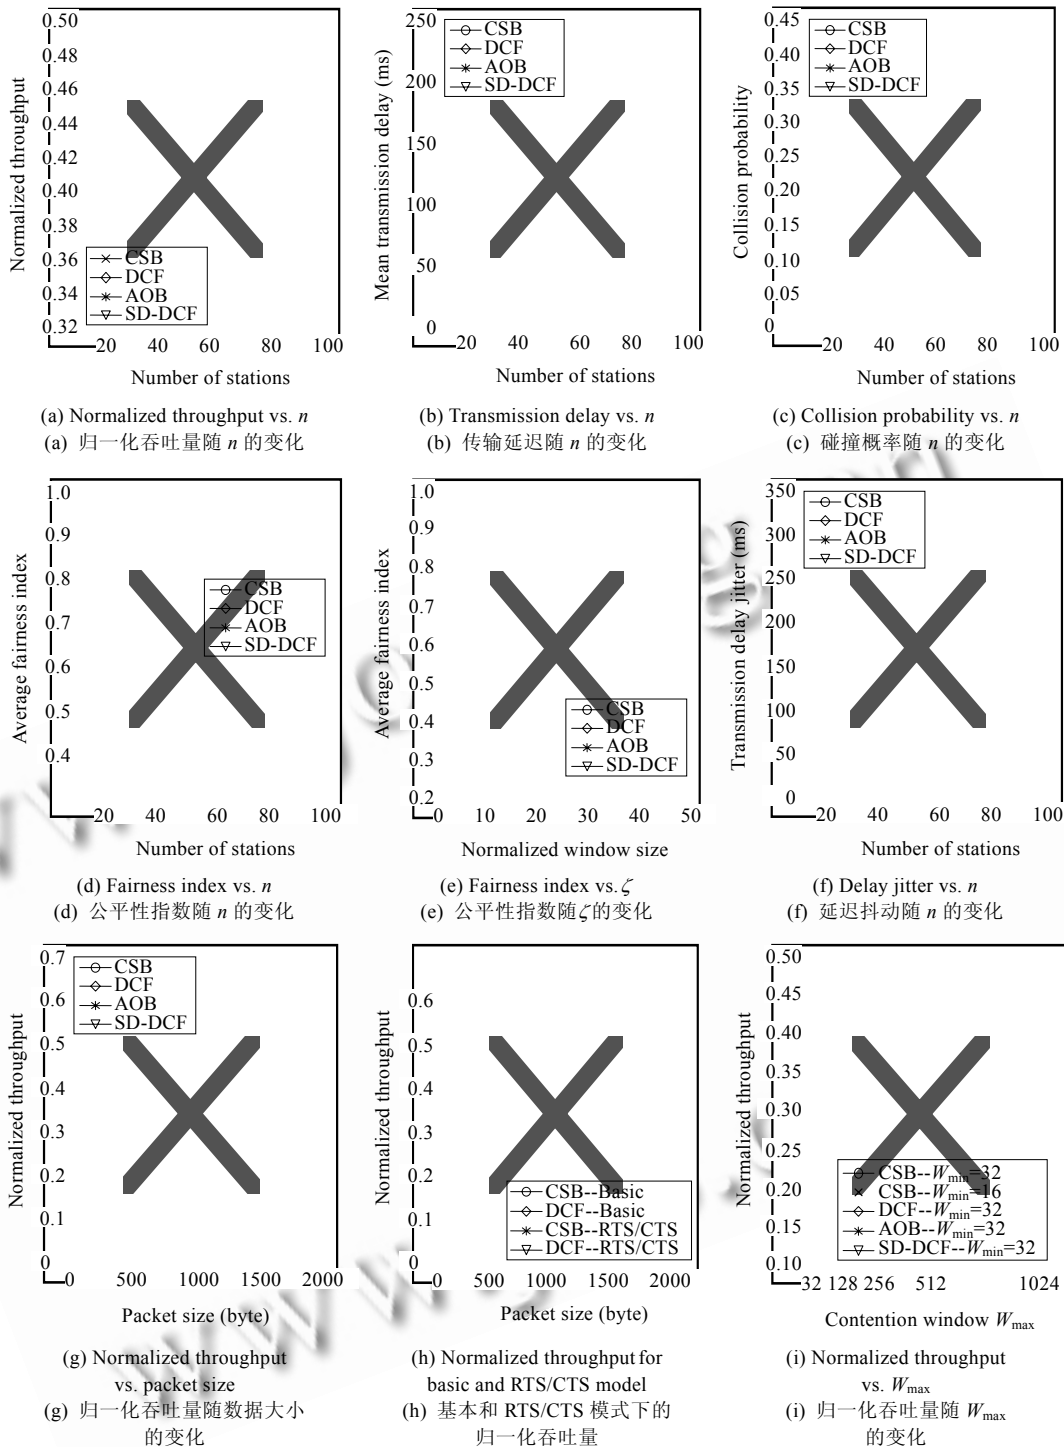 0.50
0.48
0.46
0.44
0.42
0.40
0.38
0.36
0.34
0.32
Normalized throughput
CSB
DCF
AOB
SD-DCF
20 40 60 80 100
Number of stations
(a) Normalized throughput vs. n
(a) 归一化吞吐量随 n 的变化
250
200
150
100
50
0
Mean transmission delay (ms)
CSB
DCF
AOB
SD-DCF
20 40 60 80 100
Number of stations
(b) Transmission delay vs. n
(b) 传输延迟随 n 的变化
0.45
0.40
0.35
0.30
0.25
0.20
0.15
0.10
0.05
0
Collision probability
CSB
DCF
AOB
SD-DCF
20 40 60 80 100
Number of stations
(c) Collision probability vs. n
(c) 碰撞概率随 n 的变化
1.0
0.9
0.8
0.7
0.6
0.5
0.4
Average fairness index
CSB
DCF
AOB
SD-DCF
20 40 60 80 100
Number of stations
(d) Fairness index vs. n
(d) 公平性指数随 n 的变化
1.0
0.9
0.8
0.7
0.6
0.5
0.4
0.3
0.2
Average fairness index
CSB
DCF
AOB
SD-DCF
0 10 20 30 40 50
Normalized window size
(e) Fairness index vs. ζ
(e) 公平性指数随ζ的变化
350
300
250
200
150
100
50
0
Transmission delay jitter (ms)
CSB
DCF
AOB
SD-DCF
20 40 60 80 100
Number of stations
(f) Delay jitter vs. n
(f) 延迟抖动随 n 的变化
0.7
0.6
0.5
0.4
0.3
0.2
0.1
0
Normalized throughput
CSB
DCF
AOB
SD-DCF
0 500 1000 1500 2000
Packet size (byte)
(g) Normalized throughput
vs. packet size
(g) 归一化吞吐量随数据大小
的变化
0.6
0.5
0.4
0.3
0.2
0.1
0
Normalized throughput
CSB--Basic
DCF--Basic
CSB--RTS/CTS
DCF--RTS/CTS
0 500 1000 1500 2000
Packet size (byte)
(h) Normalized throughput for
basic and RTS/CTS model
(h) 基本和 RTS/CTS 模式下的
归一化吞吐量
0.50
0.45
0.40
0.35
0.30
0.25
0.20
0.15
0.10
Normalized throughput
CSB--Wmin=32
CSB--Wmin=16
DCF--Wmin=32
AOB--Wmin=32
SD-DCF--Wmin=32
32 128 256 512 1024
Contention window Wmax
(i) Normalized throughput
vs. Wmax
(i) 归一化吞吐量随 Wmax
的变化